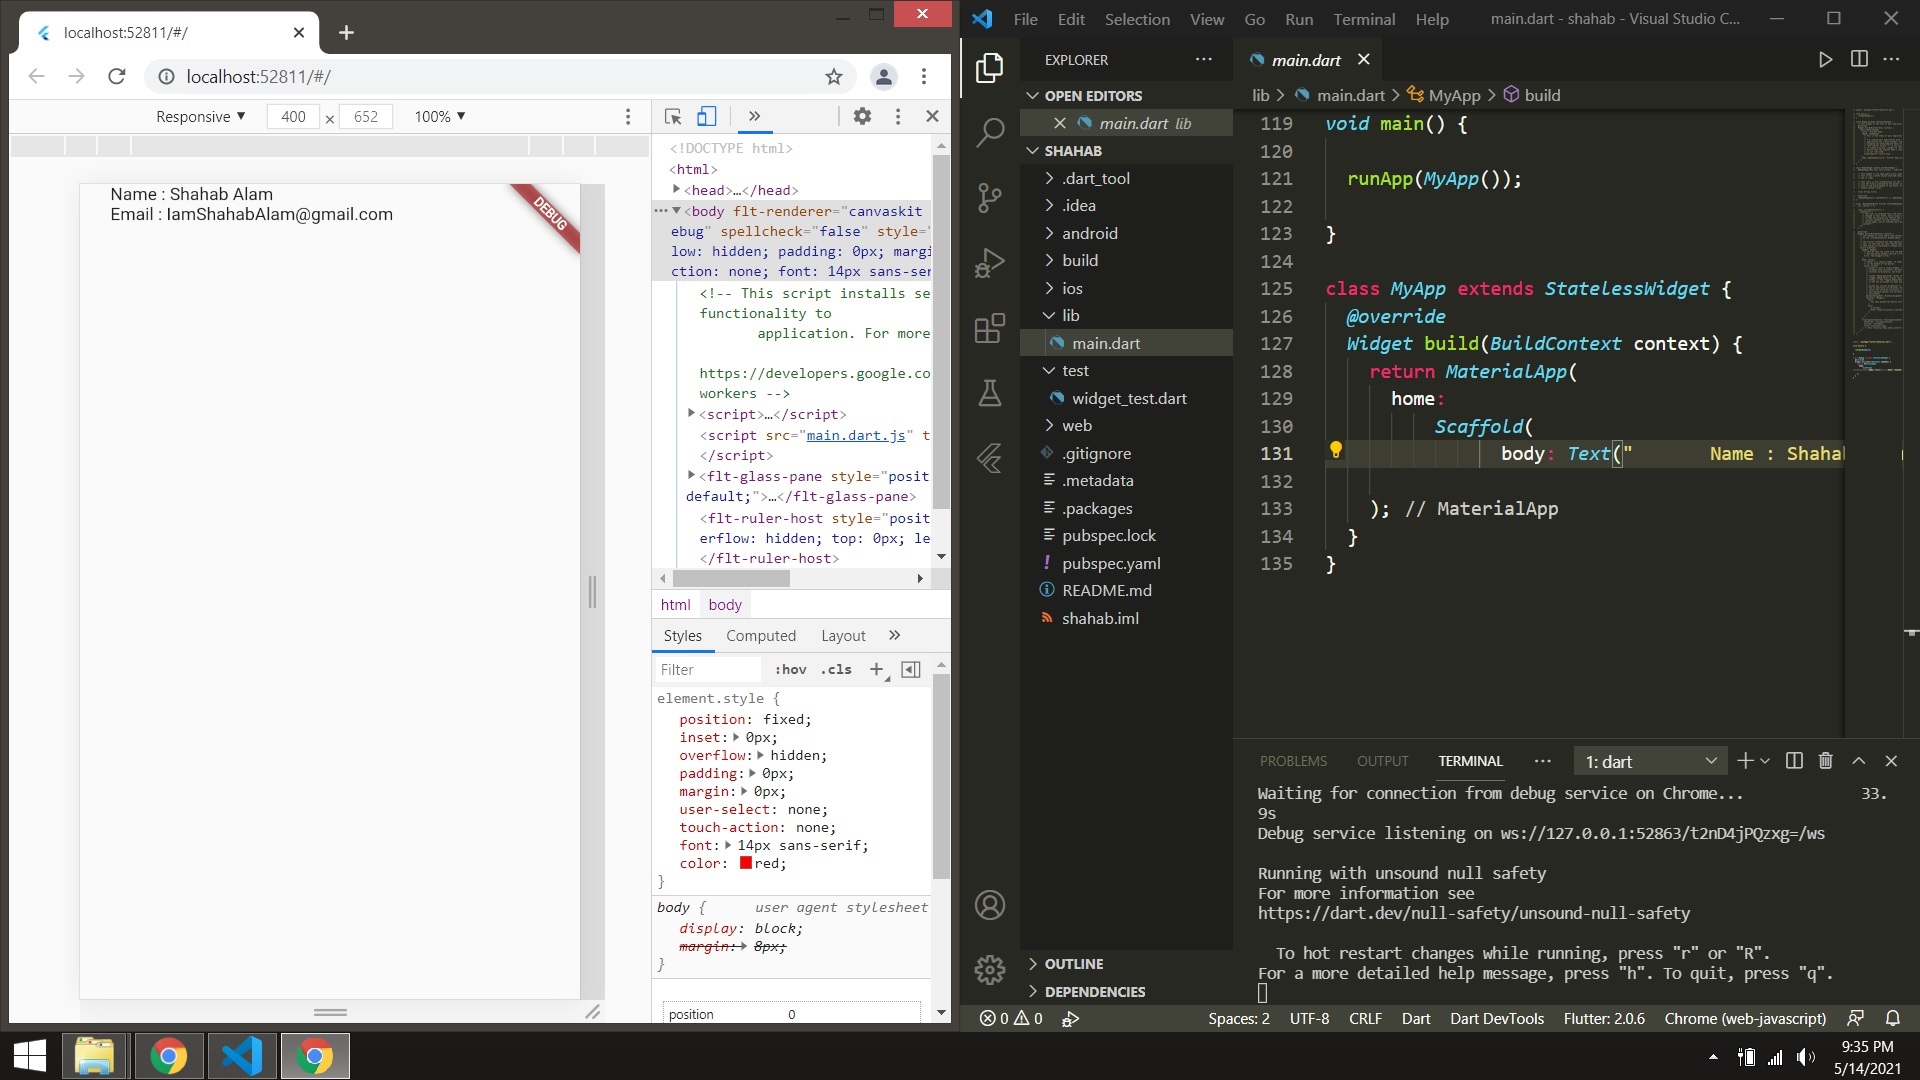 localhost:52811/#/
localhost:52811/#/
Responsive ▼ 400 × 652 100% ▼
Name : Shahab Alam
Email : IamShahabAlam@gmail.com
DEBUG
<!DOCTYPE html>
<html>
<head>…</head>
<body flt-renderer="canvaskit
ebug" spellcheck="false" style="
low: hidden; padding: 0px; margi
ction: none; font: 14px sans-ser
<!-- This script installs se
functionality to
application. For more
https://developers.google.co
workers -->
<script>…</script>
<script src="main.dart.js" t
</script>
<flt-glass-pane style="posit
default;">…</flt-glass-pane>
<flt-ruler-host style="posit
erflow: hidden; top: 0px; le
</flt-ruler-host>
html body
Styles Computed Layout »
Filter :hov .cls +
element.style {
position: fixed;
inset: 0px;
overflow: hidden;
padding: 0px;
margin: 0px;
user-select: none;
touch-action: none;
font: 14px sans-serif;
color: red;
}
body { user agent stylesheet
display: block;
margin: 8px;
}
position 0
File Edit Selection View Go Run Terminal Help main.dart - shahab - Visual Studio C...
EXPLORER
OPEN EDITORS
main.dart lib
SHAHAB
.dart_tool
.idea
android
build
ios
lib
main.dart
test
widget_test.dart
web
.gitignore
.metadata
.packages
pubspec.lock
pubspec.yaml
README.md
shahab.iml
OUTLINE
DEPENDENCIES
main.dart
lib > main.dart > MyApp > build
119 void main() {
120
121 runApp(MyApp());
122
123 }
124
125 class MyApp extends StatelessWidget {
126 @override
127 Widget build(BuildContext context) {
128 return MaterialApp(
129 home:
130 Scaffold(
131 body: Text(" Name : Shahab
132
133 ); // MaterialApp
134 }
135 }
PROBLEMS OUTPUT TERMINAL ··· 1: dart
Waiting for connection from debug service on Chrome... 33.
9s
Debug service listening on ws://127.0.0.1:52863/t2nD4jPQzxg=/ws
Running with unsound null safety
For more information see
https://dart.dev/null-safety/unsound-null-safety
To hot restart changes while running, press "r" or "R".
For a more detailed help message, press "h". To quit, press "q".
0 0 Spaces: 2 UTF-8 CRLF Dart Dart DevTools Flutter: 2.0.6 Chrome (web-javascript)
9:35 PM
5/14/2021